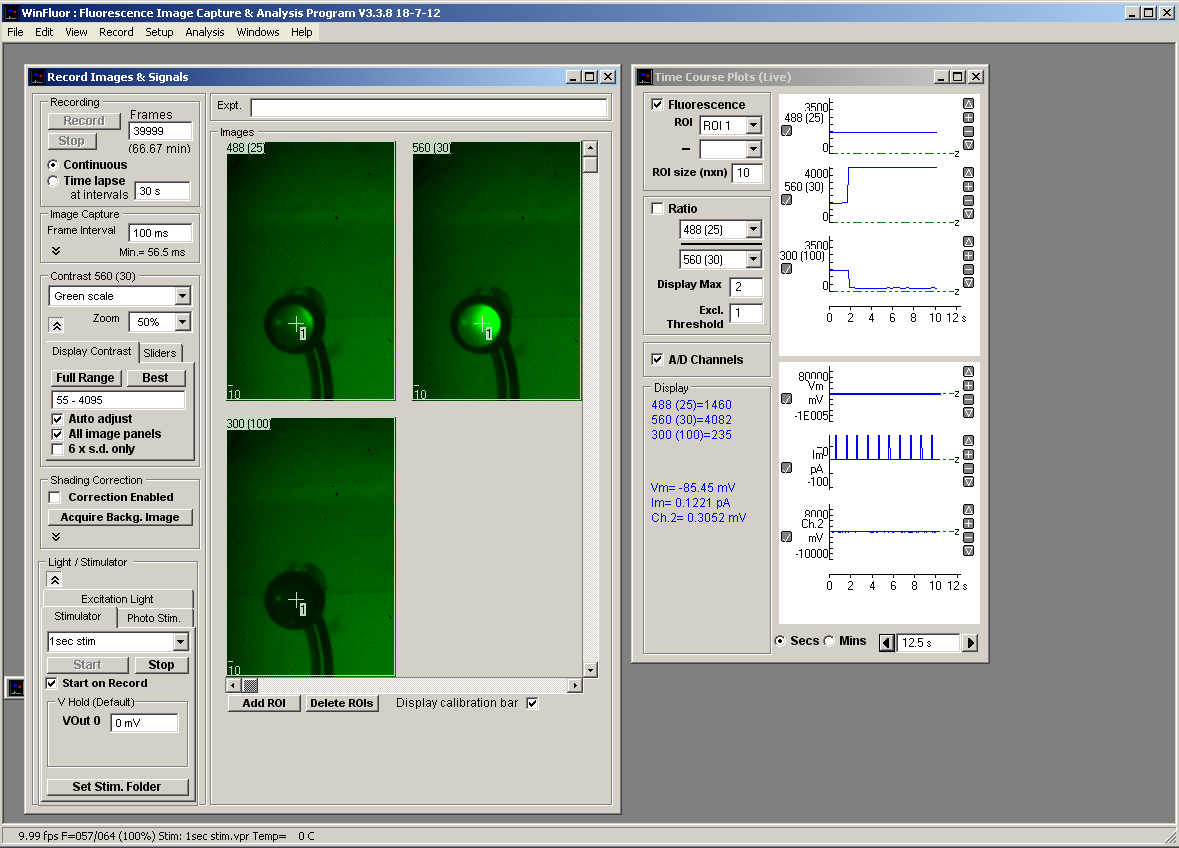 WinFluor : Fluorescence Image Capture & Analysis Program V3.3.8 18-7-12
File Edit View Record Setup Analysis Windows Help
Record Images & Signals
Recording
Record
Stop
Frames
39999
(66.67 min)
Continuous
Time lapse
at intervals 30 s
Image Capture
Frame Interval 100 ms
Min.= 56.5 ms
Contrast 560 (30)
Green scale
Zoom 50%
Display Contrast Sliders
Full Range Best
55 - 4095
Auto adjust
All image panels
6 x s.d. only
Shading Correction
Correction Enabled
Acquire Backg. Image
Light / Stimulator
Excitation Light
Stimulator Photo Stim.
1sec stim
Start Stop
Start on Record
V Hold (Default)
VOut 0 0 mV
Set Stim. Folder
Expt.
Images
488 (25)
1
10
560 (30)
1
10
300 (100)
1
10
Add ROI Delete ROIs Display calibration bar
Time Course Plots (Live)
Fluorescence
ROI ROI 1
–
ROI size (nxn) 10
Ratio
488 (25)
560 (30)
Display Max 2
Excl.
Threshold 1
A/D Channels
Display
488 (25)=1460
560 (30)=4082
300 (100)=235
Vm= -85.45 mV
Im= 0.1221 pA
Ch.2= 0.3052 mV
3500
488 (25)
0
z
4000
560 (30)
0
z
3500
300 (100)
0
z
0 2 4 6 8 10 12 s
80000
Vm
mV
-1E005
z
0
Im
pA
-100
z
8000
Ch.2
mV
-10000
z
0 2 4 6 8 10 12 s
Secs Mins 12.5 s
9.99 fps F=057/064 (100%) Stim: 1sec stim.vpr Temp= 0 C